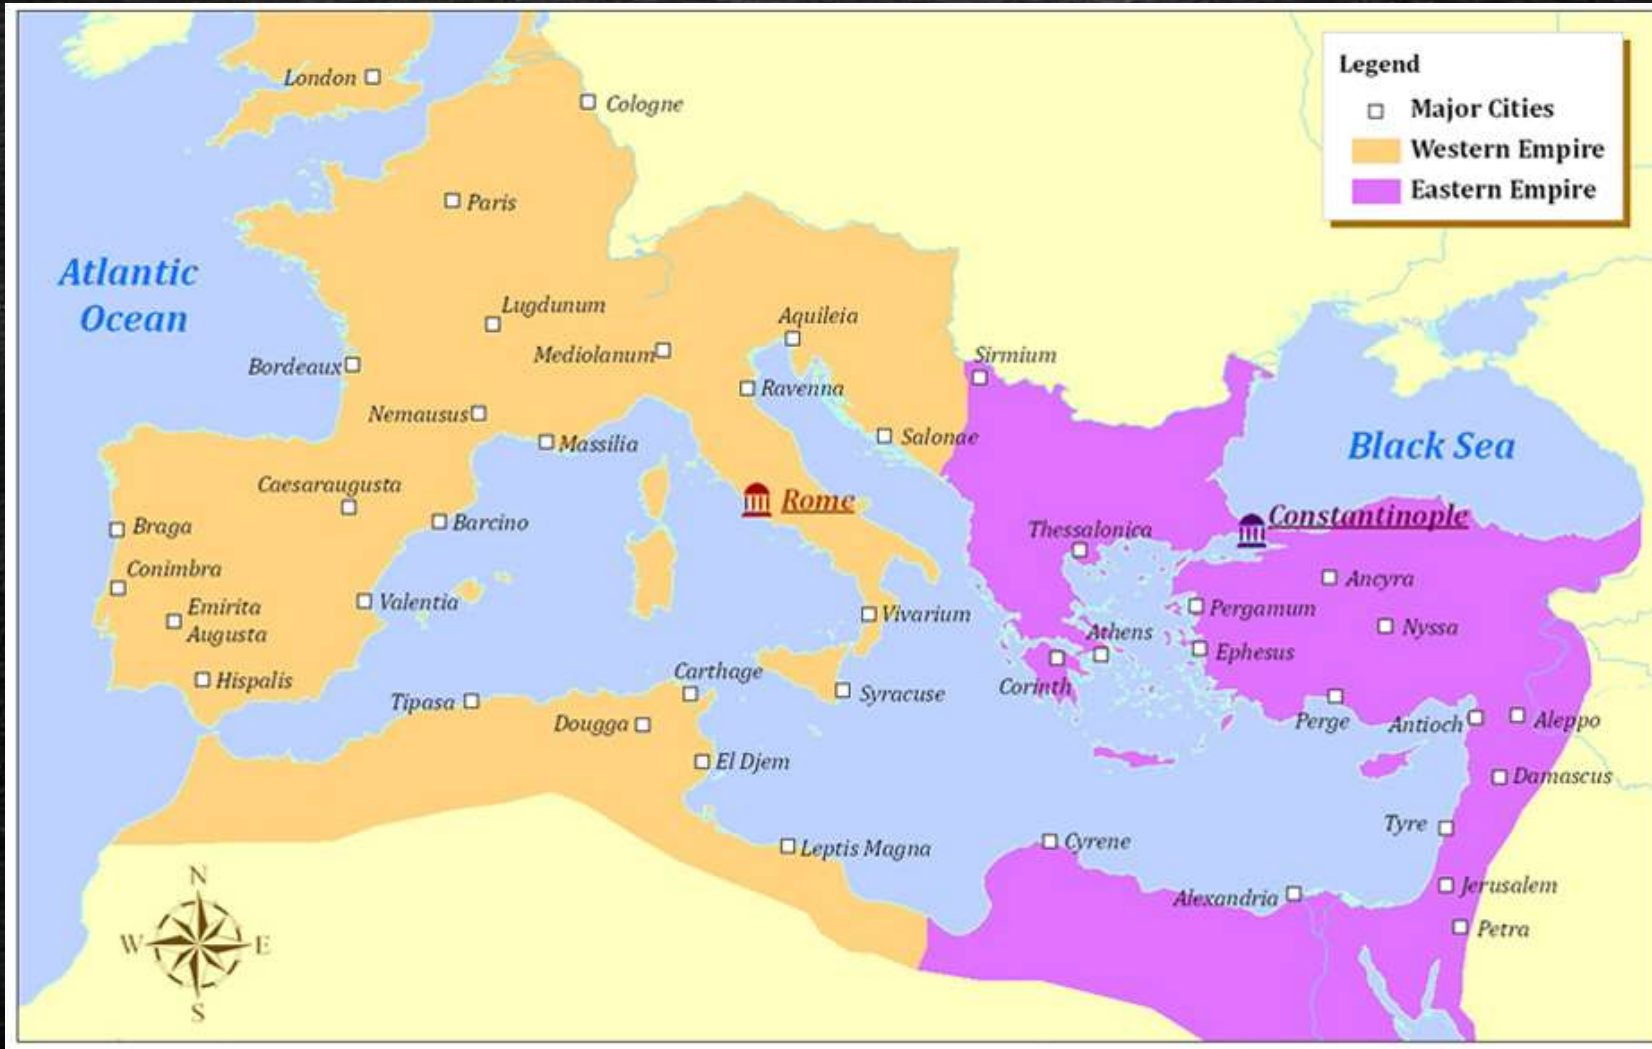 Legend
Major Cities
Western Empire
Eastern Empire
London
Cologne
Paris
Atlantic
Ocean
Lugdunum
Aquileia
Mediolanum
Sirmium
Bordeaux
Ravenna
Nemausus
Massilia
Salonae
Black Sea
Caesaraugusta
Rome
Braga
Barcino
Constantinople
Thessalonica
Conimbra
Ancyra
Emirita
Augusta
Valentia
Vivarium
Pergamum
Nyssa
Athens
Ephesus
Hispalis
Carthage
Corinth
Tipasa
Syracuse
Dougga
Perge
Antioch
Aleppo
El Djem
Damascus
Tyre
Leptis Magna
Cyrene
Alexandria
Jerusalem
Petra
N
W
E
S